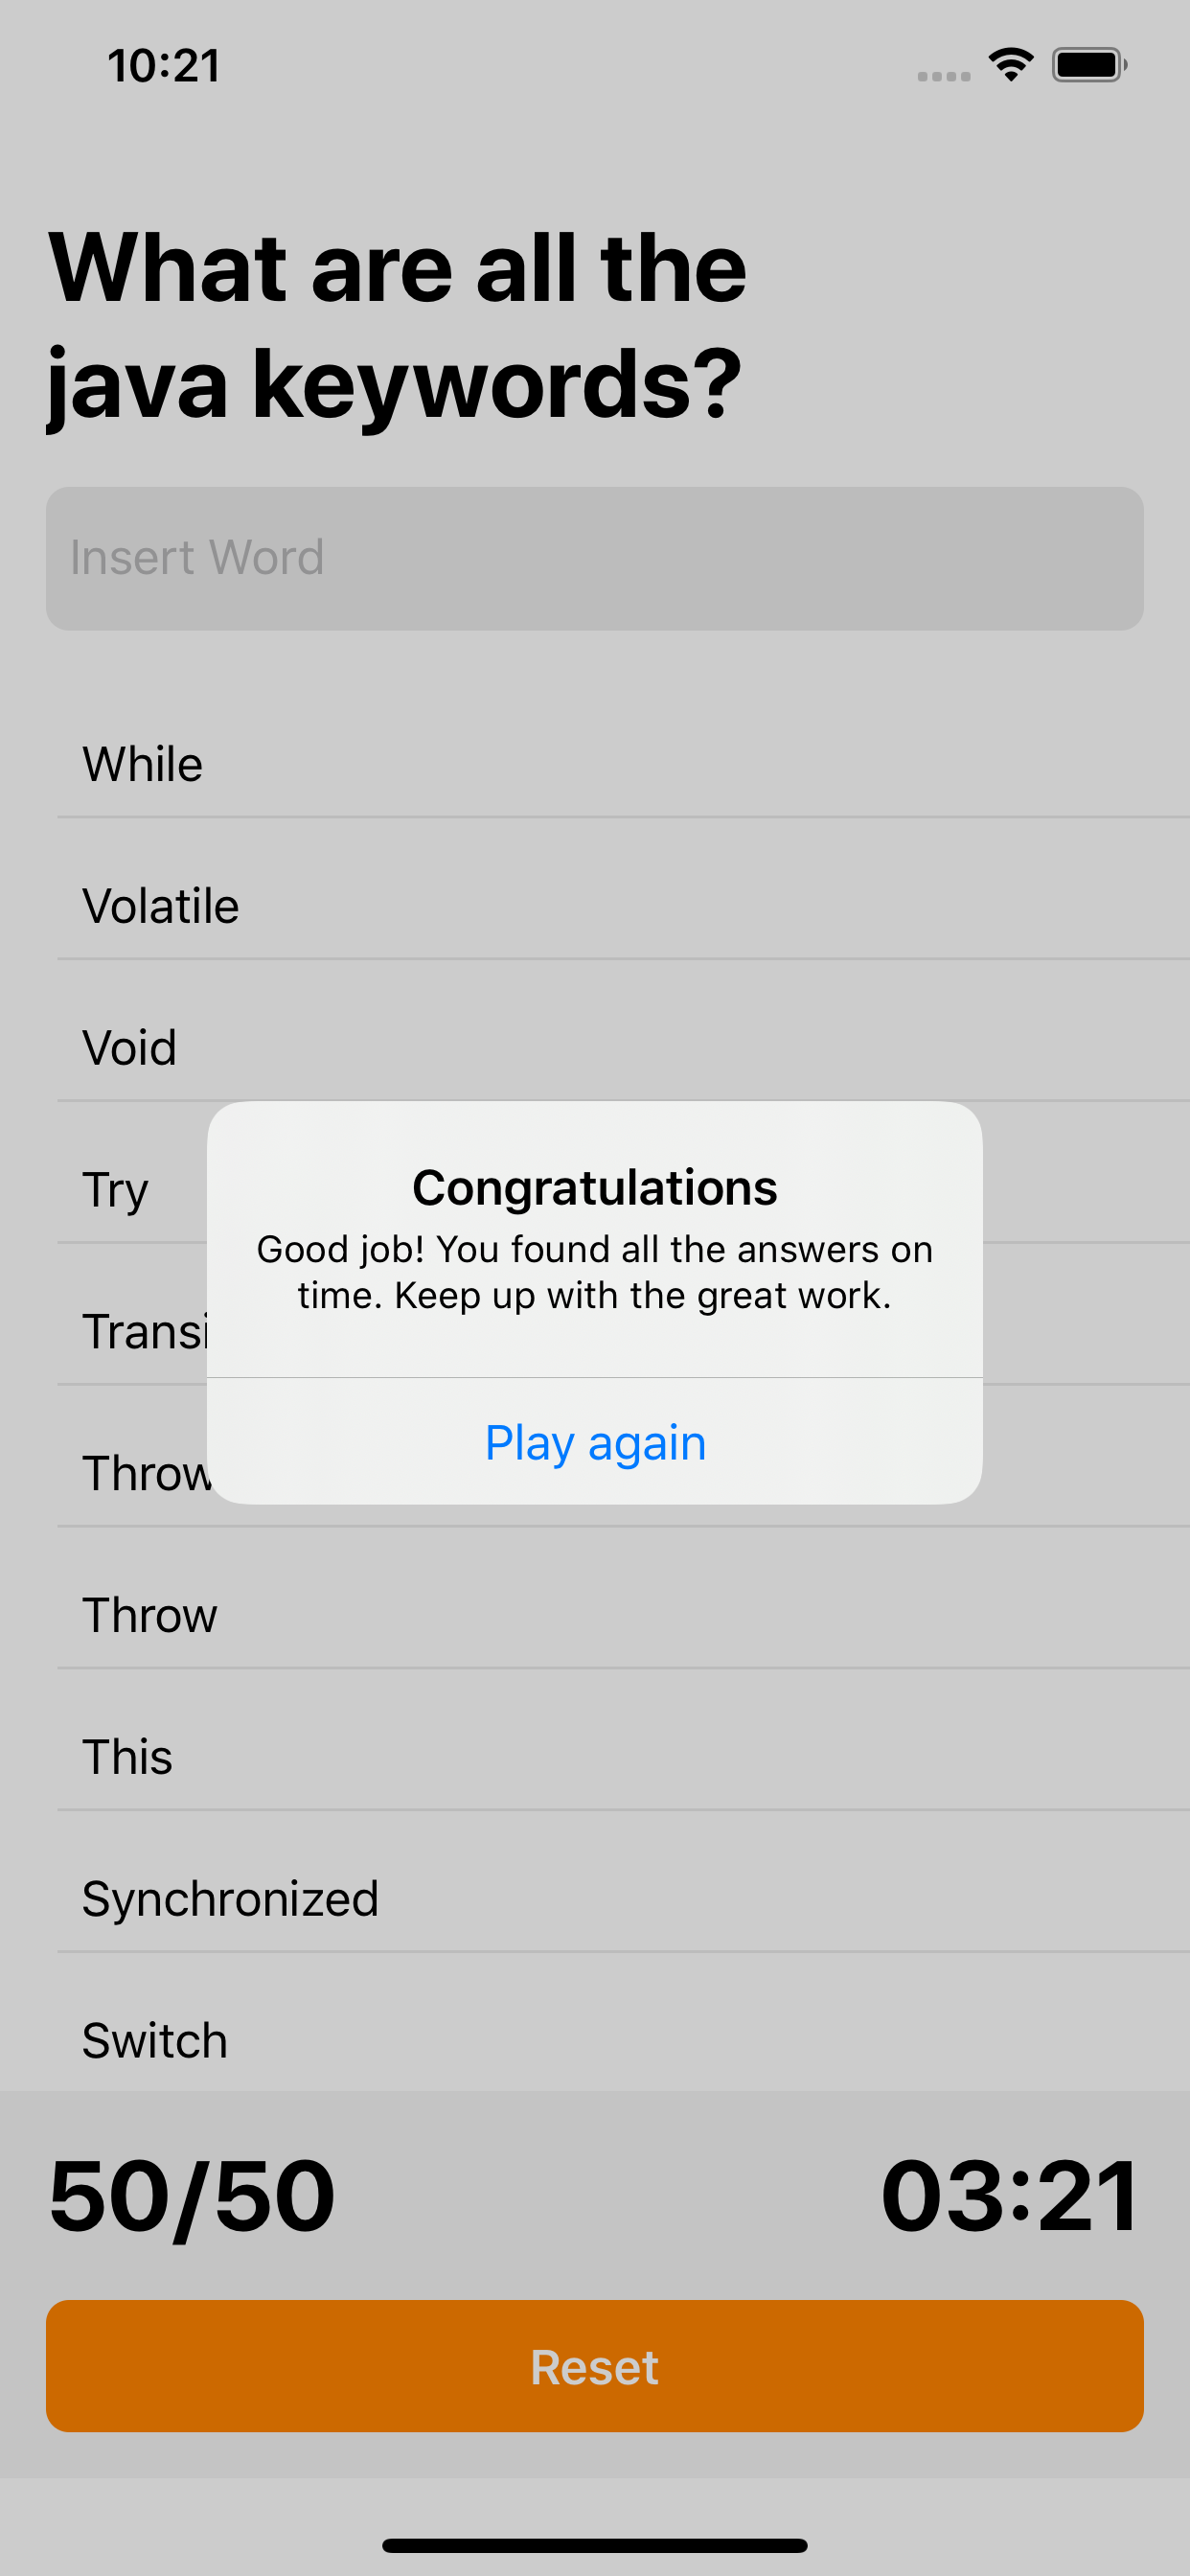 10:21
What are all the
java keywords?
Insert Word
While
Volatile
Void
Try
Congratulations
Good job! You found all the answers on
time. Keep up with the great work.
Play again
Throw
This
Synchronized
Switch
50/50
03:21
Reset